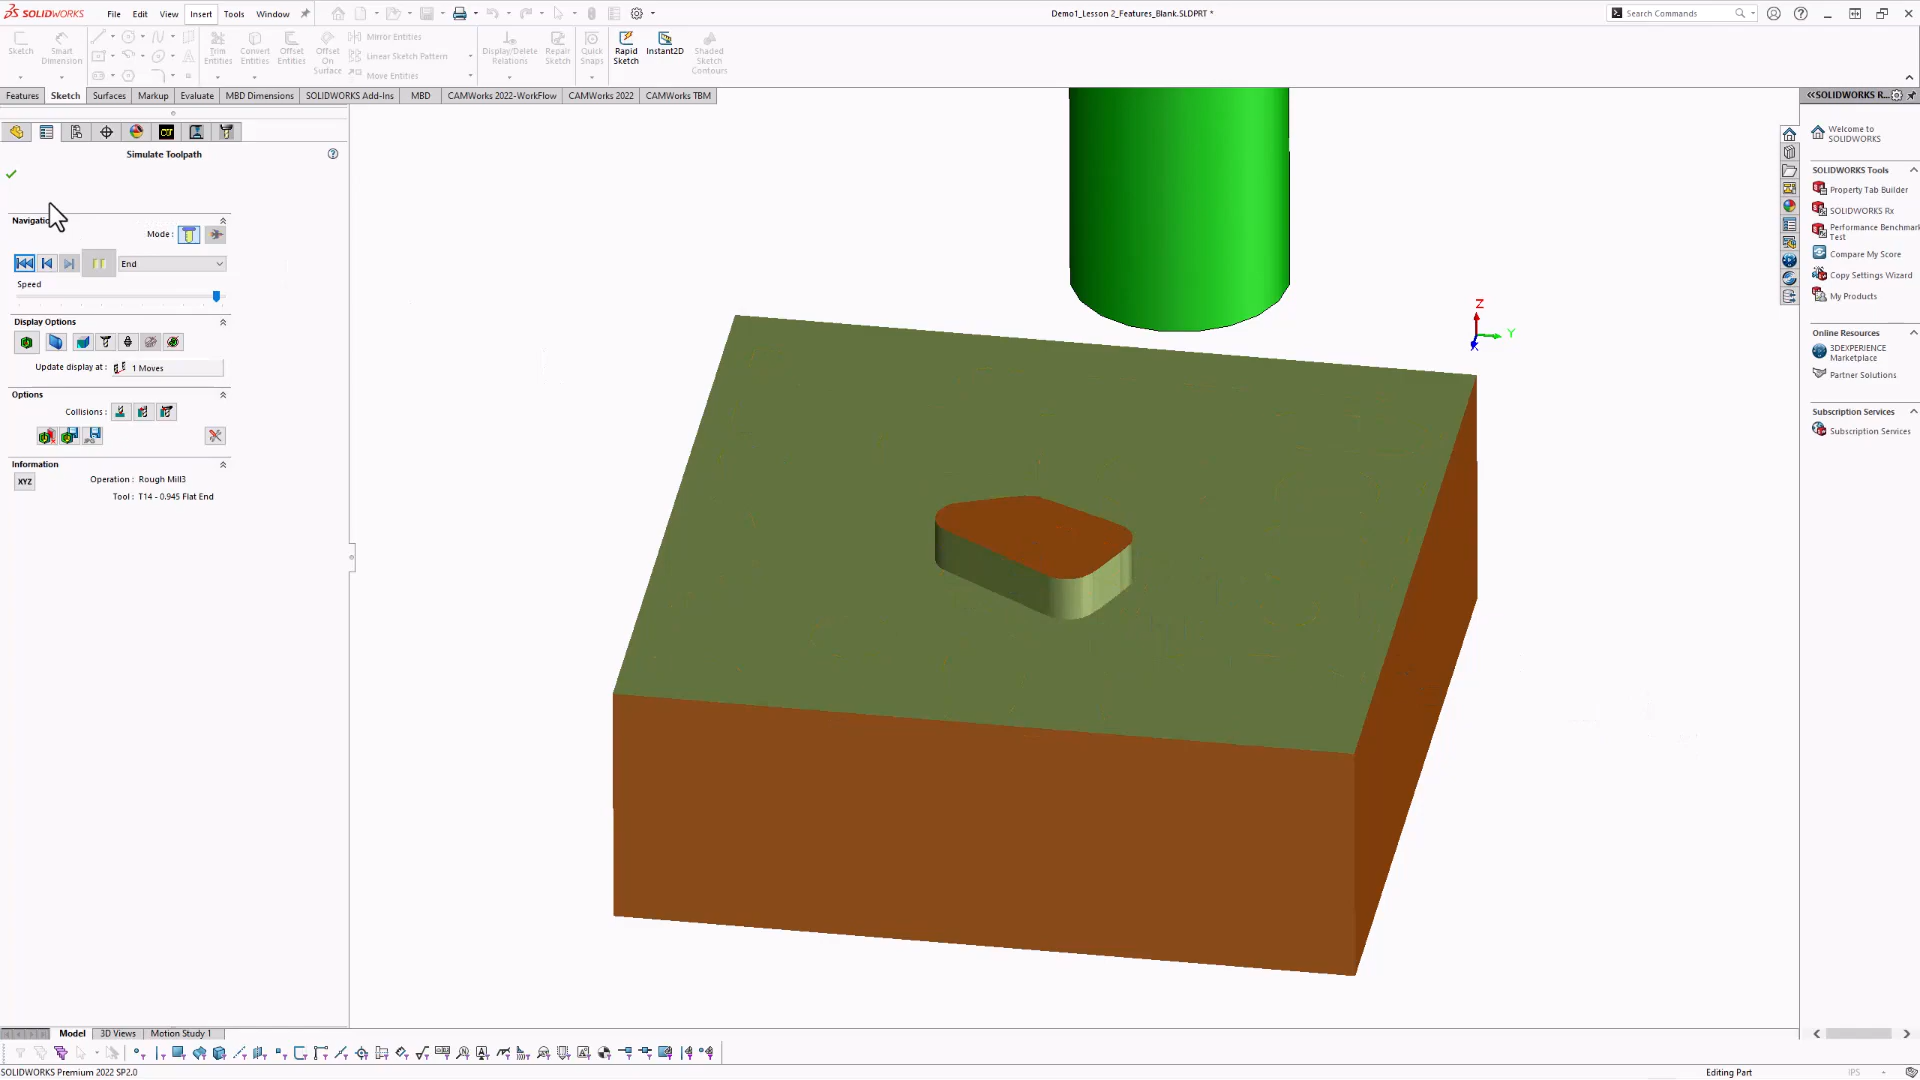 SOLIDWORKS File Edit View Insert Tools Window Demo1_Lesson 2_Features_Blank.SLDPRT * Search Commands
Sketch Smart Dimension Trim Entities Convert Entities Offset Entities Offset On Surface Mirror Entities Linear Sketch Pattern Move Entities Display/Delete Relations Repair Sketch Quick Snaps Rapid Sketch Instant2D Shaded Sketch Contours
Features Sketch Surfaces Markup Evaluate MBD Dimensions SOLIDWORKS Add-Ins MBD CAMWorks 2022-WorkFlow CAMWorks 2022 CAMWorks TBM
Simulate Toolpath
Navigation
Mode :
End
Speed
Display Options
Update display at : 1 Moves
Options
Collisions :
Information
XYZ Operation : Rough Mill3
Tool : T14 - 0.945 Flat End
Z
Y
X
SOLIDWORKS R...
Welcome to
SOLIDWORKS
SOLIDWORKS Tools
Property Tab Builder
SOLIDWORKS Rx
Performance Benchmark
Test
Compare My Score
Copy Settings Wizard
My Products
Online Resources
3DEXPERIENCE
Marketplace
Partner Solutions
Subscription Services
Subscription Services
Model 3D Views Motion Study 1
SOLIDWORKS Premium 2022 SP2.0 Editing Part IPS